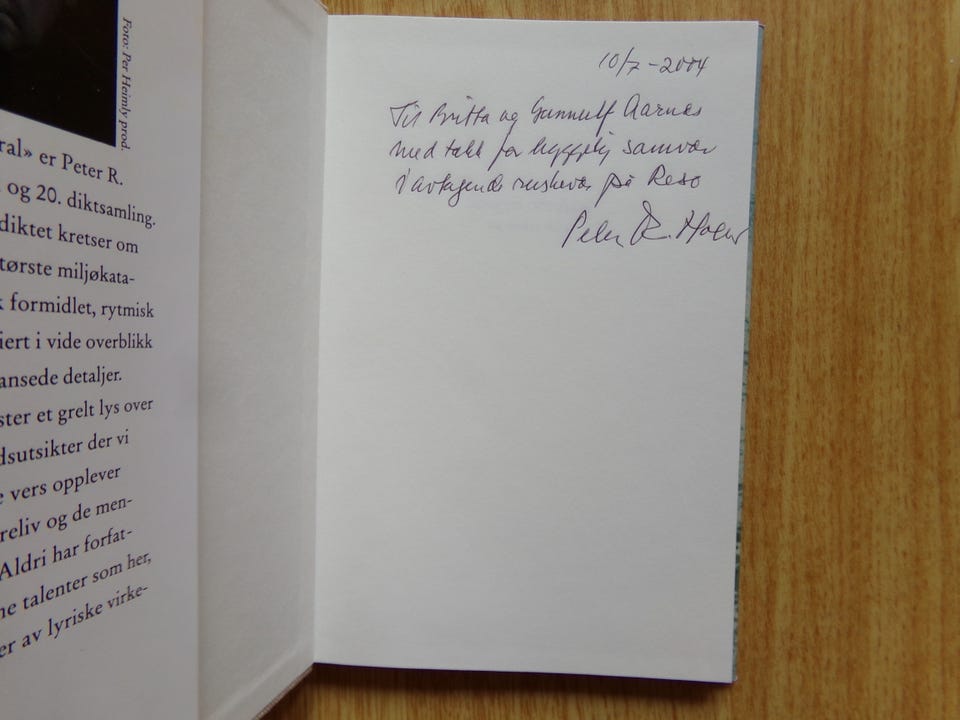 Foto: Per Heimly prod.
ral» er Peter R.
og 20. diktsamling.
diktet kretser om
tørste miljøkata-
k formidlet, rytmisk
iert i vide overblikk
ansede detaljer.
ster et grelt lys over
dsutsikter der vi
e vers opplever
reliv og de men-
Aldri har forfat-
ne talenter som her,
er av lyriske virke-
10/7-2004
Til Britta og Gunnulf Aarnes
med takk for hyggelig samvær
i avtagende på Resø
Peter R. Holm